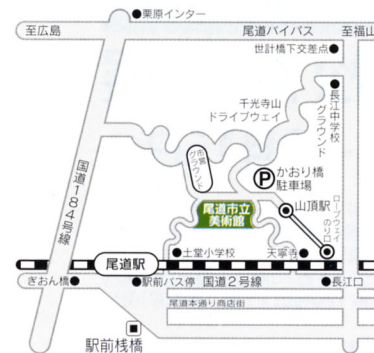 ●栗原インター
至広島
尾道バイパス
至福山
世計橋下交差点●
千光寺山
ドライブウェイ
●長江中学校
グラウンド
国道184号線
市営
グラウンド
P かおり橋
駐車場
尾道市立
美術館
山頂駅
ロープウェイ
のり口
●土堂小学校
天寧寺●
尾道駅
ぎおん橋●
●駅前バス停
国道2号線
●長江口
尾道本通り商店街
駅前桟橋